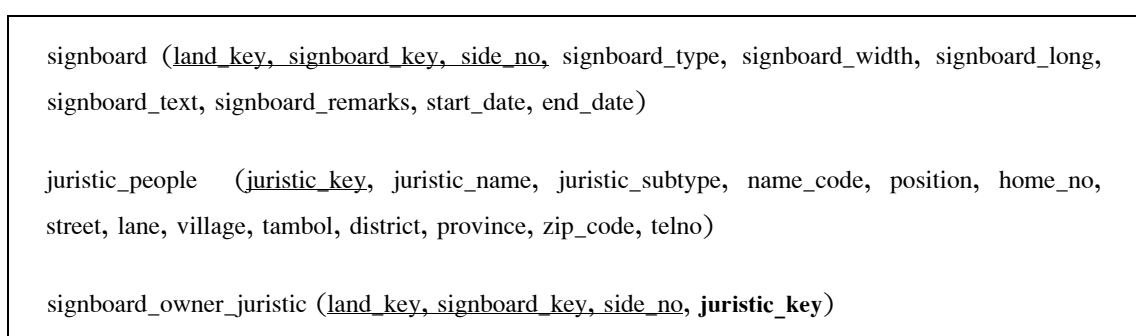 signboard (land_key, signboard_key, side_no, signboard_type, signboard_width, signboard_long,
signboard_text, signboard_remarks, start_date, end_date)
juristic_people (juristic_key, juristic_name, juristic_subtype, name_code, position, home_no,
street, lane, village, tambol, district, province, zip_code, telno)
signboard_owner_juristic (land_key, signboard_key, side_no, juristic_key)